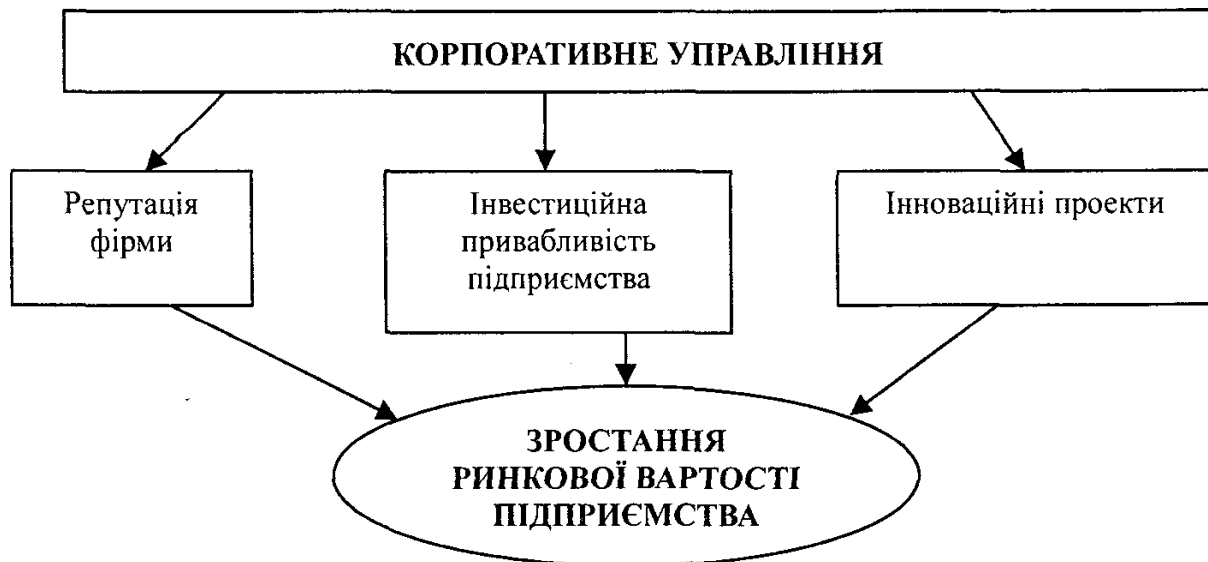 КОРПОРАТИВНЕ УПРАВЛІННЯ
Репутація
фірми
Інвестиційна
привабливість
підприємства
Інноваційні проекти
ЗРОСТАННЯ
РИНКОВОЇ ВАРТОСТІ
ПІДПРИЄМСТВА